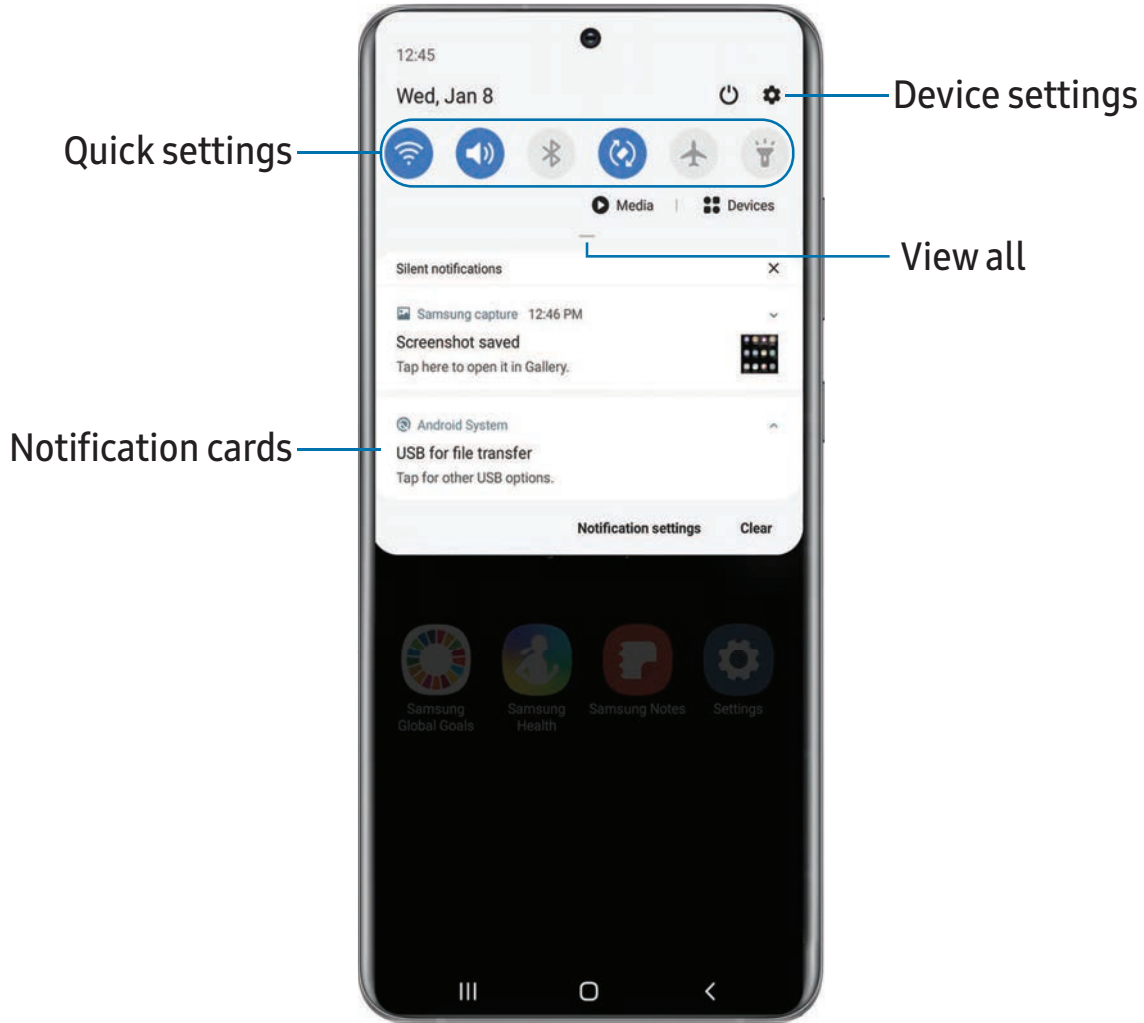 12:45
Wed, Jan 8
Device settings
Quick settings
Media
Devices
View all
Silent notifications
Samsung capture 12:46 PM
Screenshot saved
Tap here to open it in Gallery.
Notification cards
Android System
USB for file transfer
Tap for other USB options.
Notification settings
Clear
Samsung
Global Goals
Samsung
Health
Samsung Notes
Settings